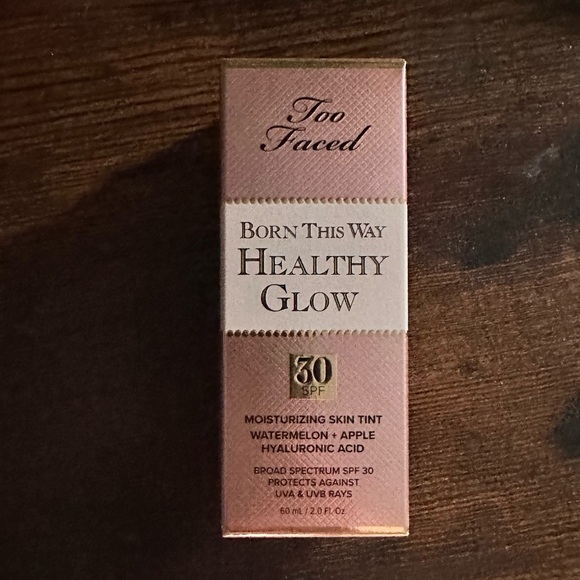 Too
Faced
BORN THIS WAY
HEALTHY
GLOW
30
SPF
MOISTURIZING SKIN TINT
WATERMELON + APPLE
HYALURONIC ACID
BROAD SPECTRUM SPF 30
PROTECTS AGAINST
UVA & UVB RAYS
60 mL / 2.0 Fl. Oz.